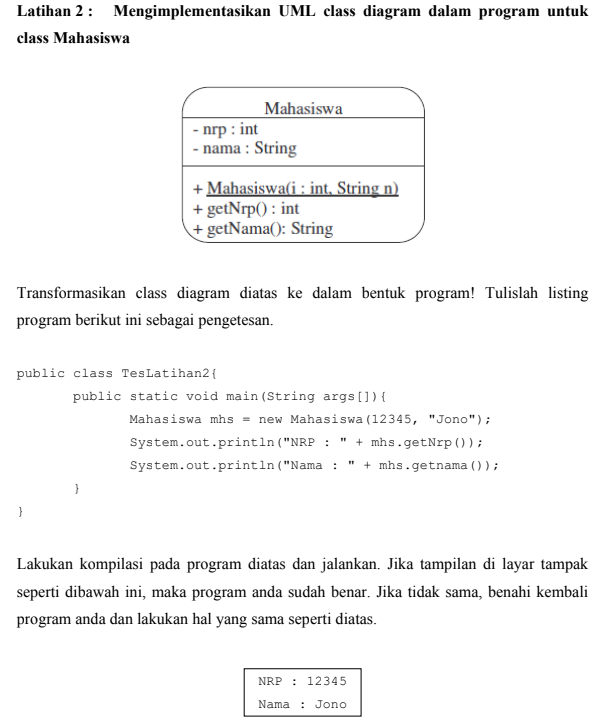 Latihan 2 : Mengimplementasikan UML class diagram dalam program untuk
class Mahasiswa
Mahasiswa
- nrp : int
- nama : String
+ Mahasiswa(i : int, String n)
+ getNrp() : int
+ getNama(): String
Transformasikan class diagram diatas ke dalam bentuk program! Tulislah listing
program berikut ini sebagai pengetesan.
public class TesLatihan2{
public static void main(String args[]){
Mahasiswa mhs = new Mahasiswa(12345, "Jono");
System.out.println("NRP : " + mhs.getNrp());
System.out.println("Nama : " + mhs.getnama());
}
}
Lakukan kompilasi pada program diatas dan jalankan. Jika tampilan di layar tampak
seperti dibawah ini, maka program anda sudah benar. Jika tidak sama, benahi kembali
program anda dan lakukan hal yang sama seperti diatas.
NRP : 12345
Nama : Jono